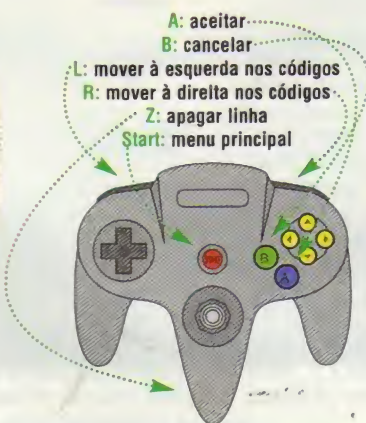 A: aceitar
B: cancelar
L: mover à esquerda nos códigos
R: mover à direita nos códigos
Z: apagar linha
Start: menu principal
B
A